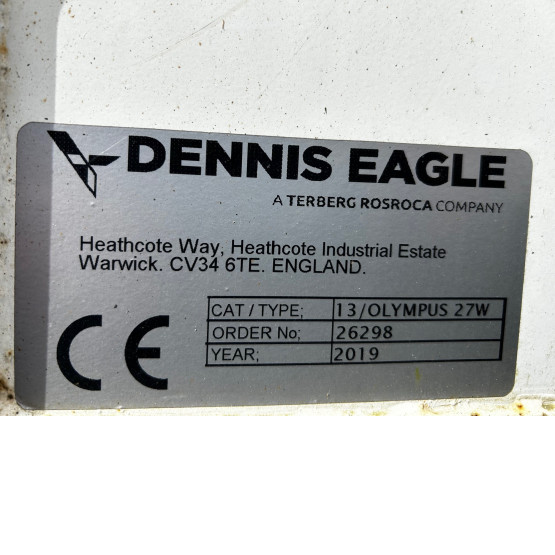 DENNIS EAGLE
A TERBERG ROSROCA COMPANY
Heathcote Way, Heathcote Industrial Estate
Warwick. CV34 6TE. ENGLAND.
CE
CAT / TYPE; 13/OLYMPUS 27W
ORDER No; 26298
YEAR; 2019